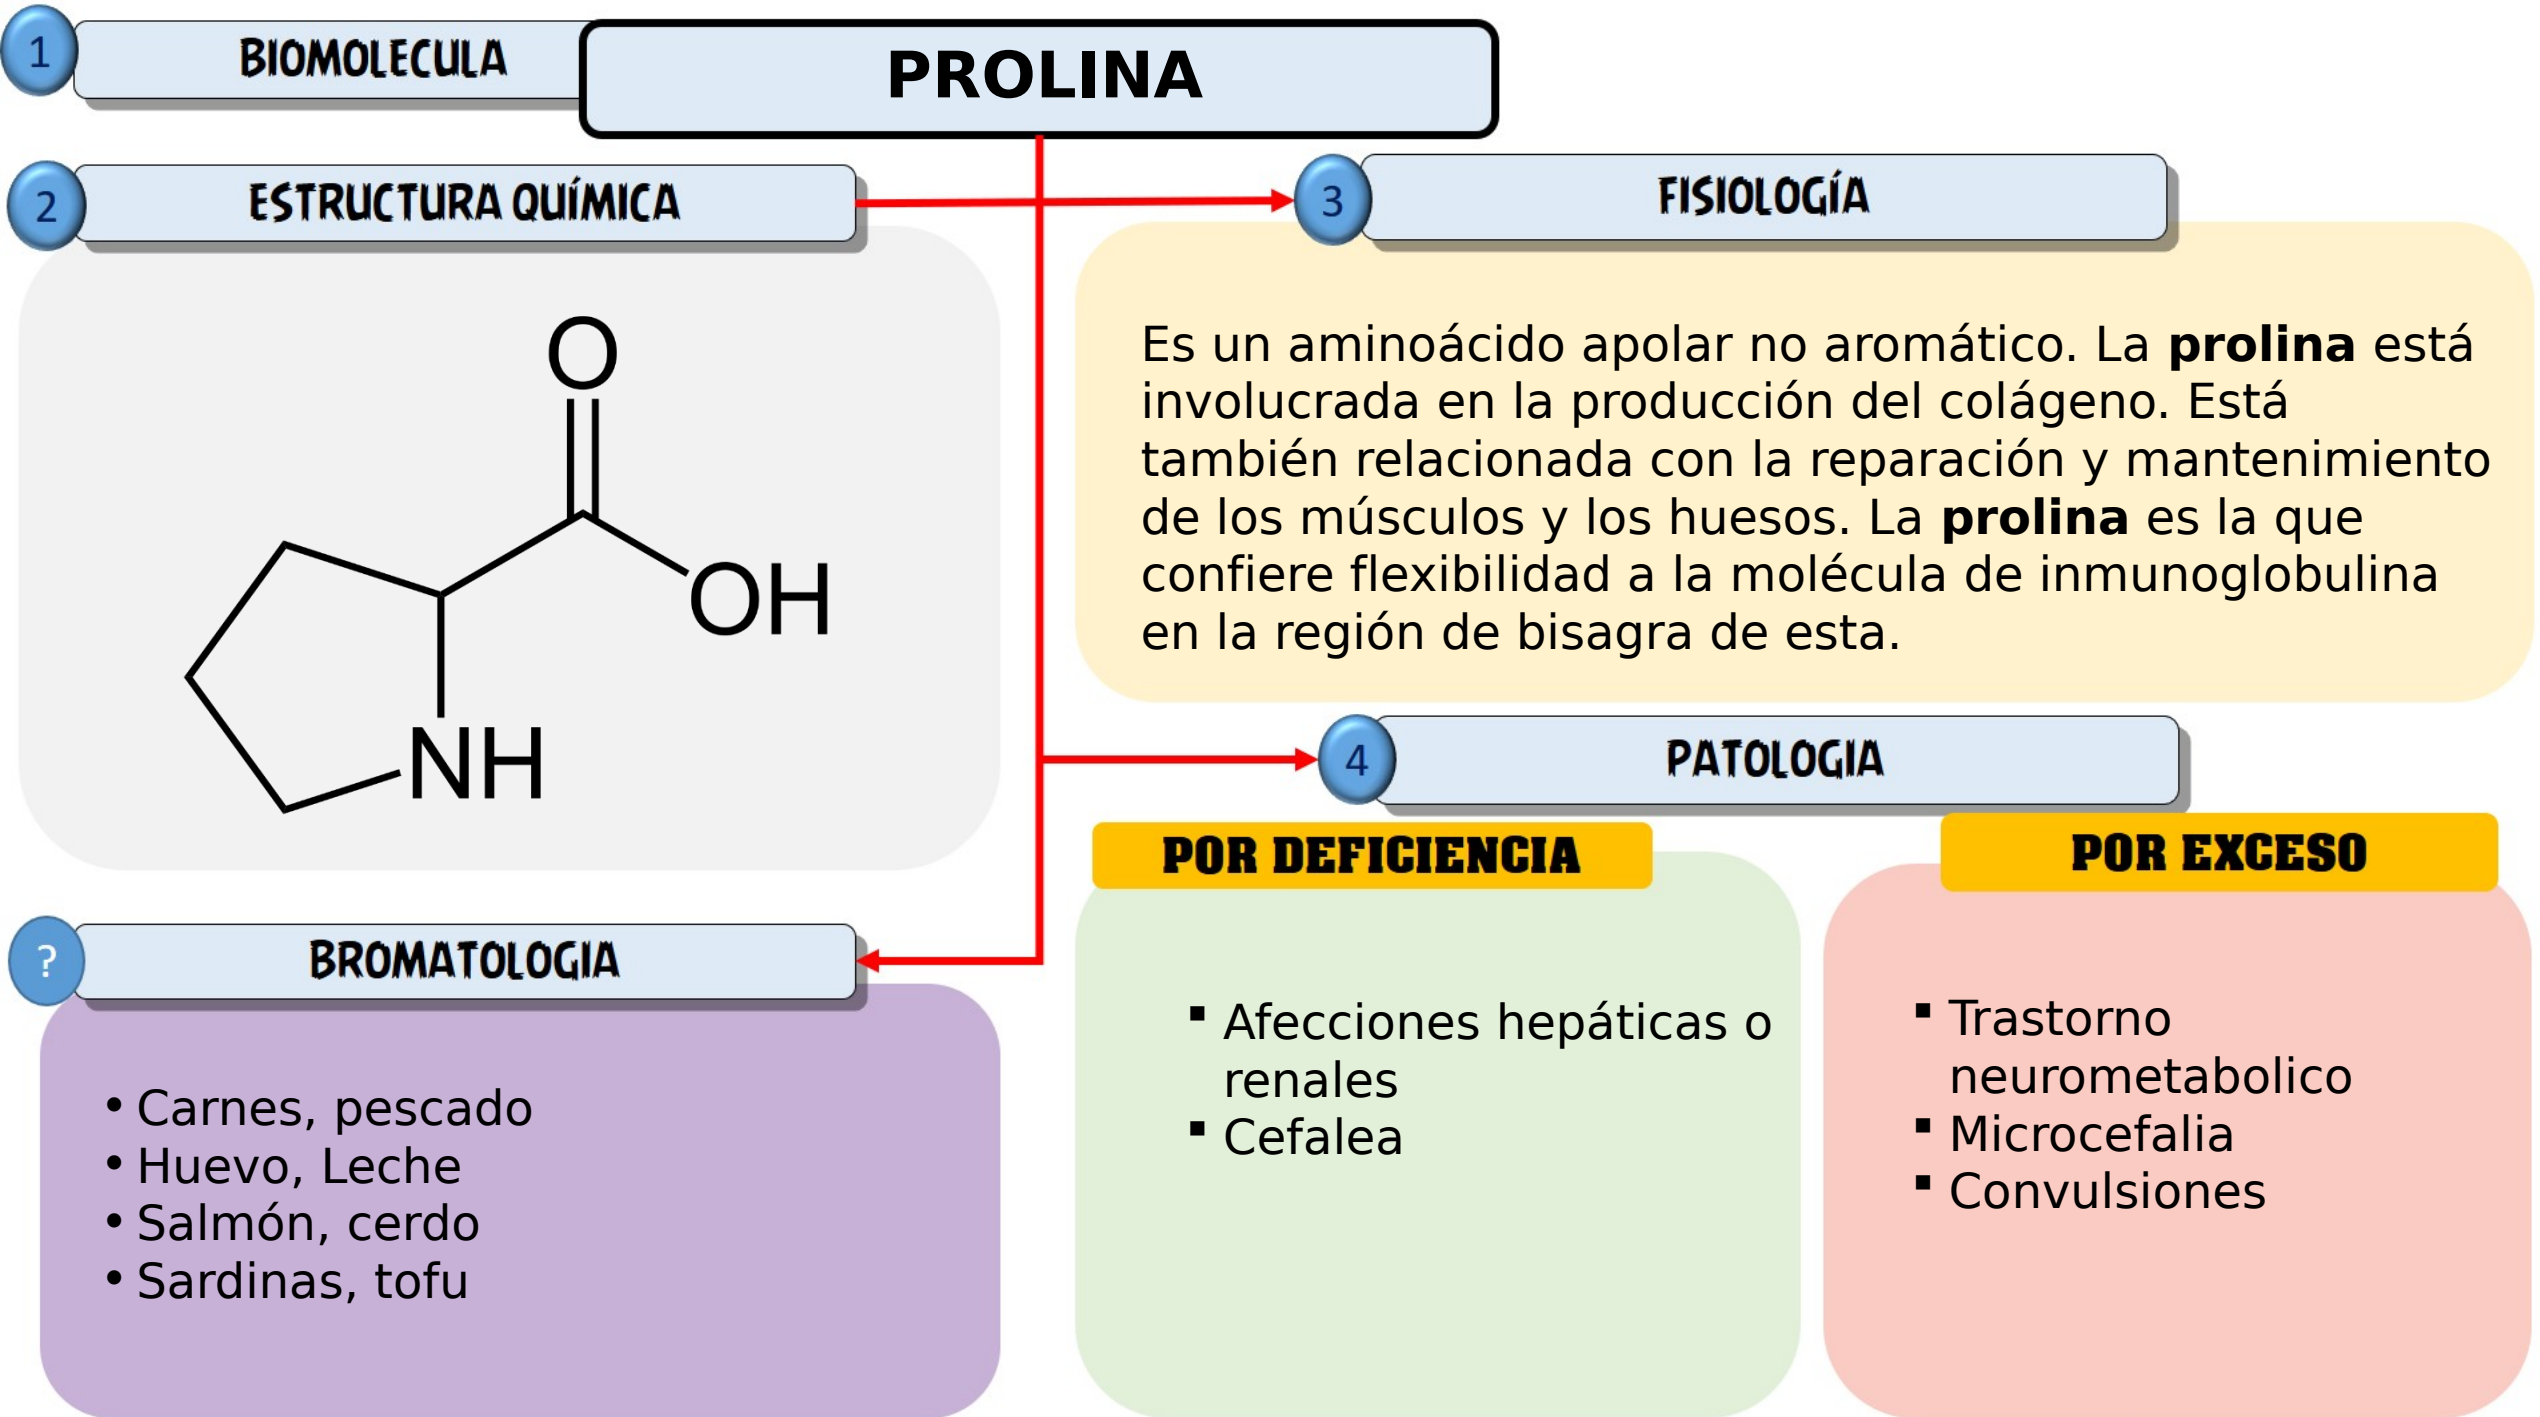 1
BIOMOLECULA
PROLINA
2
ESTRUCTURA QUÍMICA
O
OH
NH
3
FISIOLOGÍA
Es un aminoácido apolar no aromático. La prolina está
involucrada en la producción del colágeno. Está
también relacionada con la reparación y mantenimiento
de los músculos y los huesos. La prolina es la que
confiere flexibilidad a la molécula de inmunoglobulina
en la región de bisagra de esta.
4
PATOLOGIA
POR DEFICIENCIA
▪ Afecciones hepáticas o
renales
▪ Cefalea
POR EXCESO
▪ Trastorno
neurometabolico
▪ Microcefalia
▪ Convulsiones
?
BROMATOLOGIA
• Carnes, pescado
• Huevo, Leche
• Salmón, cerdo
• Sardinas, tofu